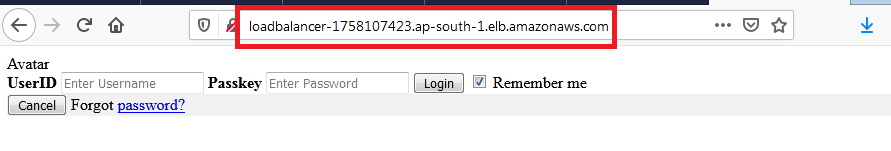 loadbalancer-1758107423.ap-south-1.elb.amazonaws.com
Avatar
UserID Enter Username Passkey Enter Password Login Remember me
Cancel Forgot password?